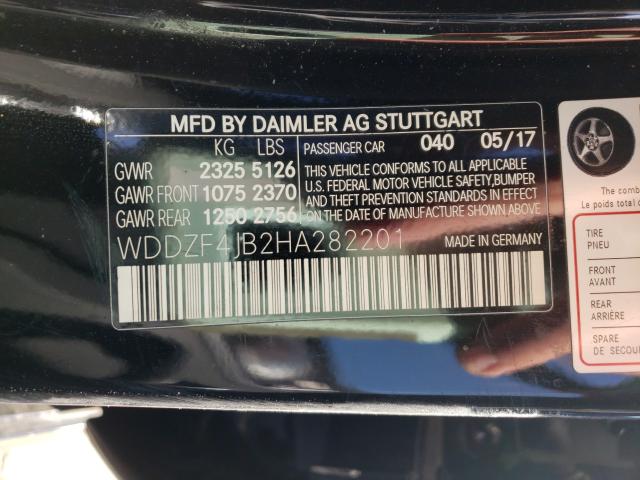 MFD BY DAIMLER AG STUTTGART
KG LBS
PASSENGER CAR 040 05/17
GVWR 2325 5126
GAWR FRONT 1075 2370
GAWR REAR 1250 2756
THIS VEHICLE CONFORMS TO ALL APPLICABLE
U.S. FEDERAL MOTOR VEHICLE SAFETY,BUMPER
AND THEFT PREVENTION STANDARDS IN EFFECT
ON THE DATE OF MANUFACTURE SHOWN ABOVE.
WDDZF4JB2HA282201
MADE IN GERMANY
The comb
Le poids total
TIRE
PNEU
FRONT
AVANT
REAR
ARRIÈRE
SPARE
DE SECOU